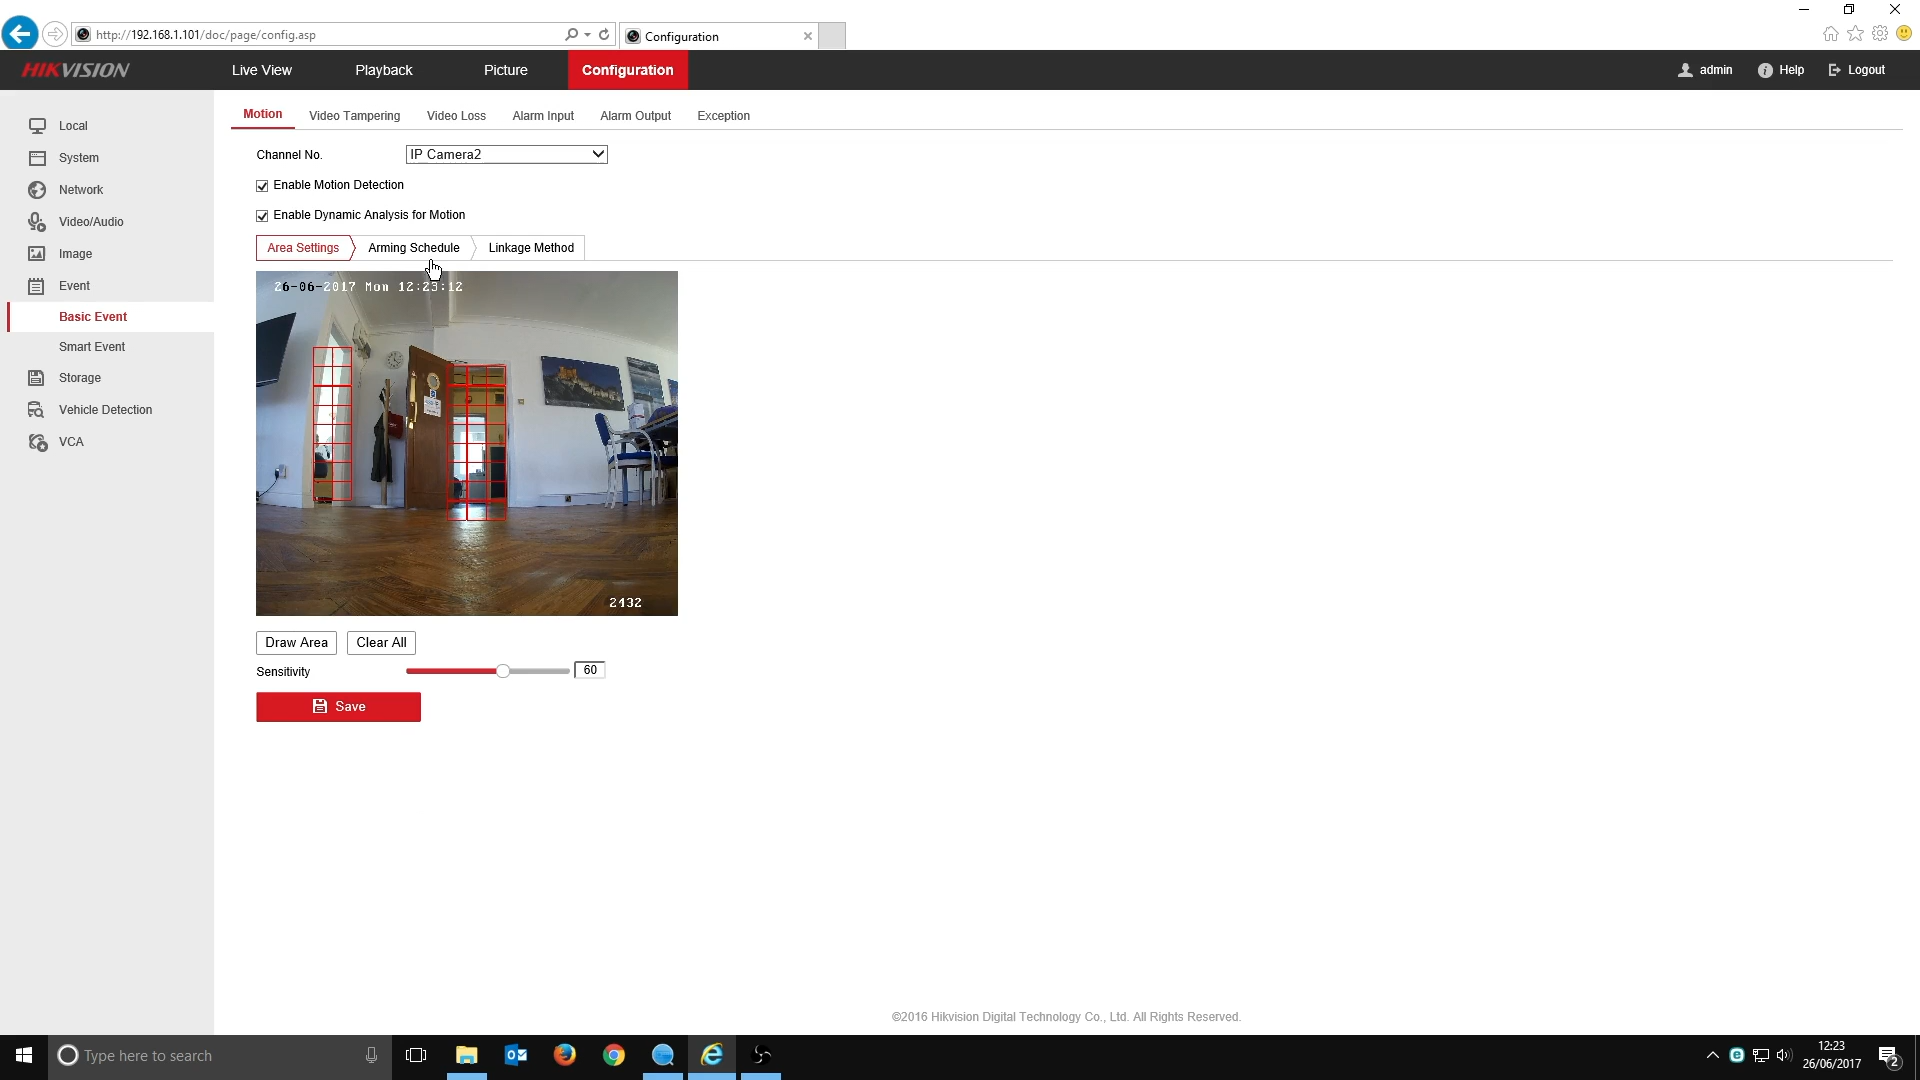 http://192.168.1.101/doc/page/config.asp
Configuration
HIKVISION
Live View
Playback
Picture
Configuration
admin
Help
Logout
Local
System
Network
Video/Audio
Image
Event
Basic Event
Smart Event
Storage
Vehicle Detection
VCA
Motion
Video Tampering
Video Loss
Alarm Input
Alarm Output
Exception
Channel No.
IP Camera2
Enable Motion Detection
Enable Dynamic Analysis for Motion
Area Settings
Arming Schedule
Linkage Method
26-06-2017 Mon 12:23:12
2432
Draw Area
Clear All
Sensitivity
60
Save
©2016 Hikvision Digital Technology Co., Ltd. All Rights Reserved.
Type here to search
12:23
26/06/2017
2